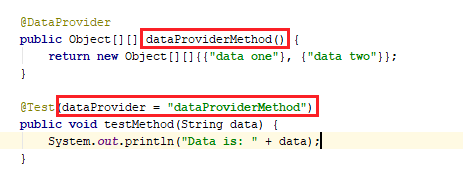 @DataProvider
public Object[][] dataProviderMethod() {
return new Object[][]{{"data one"}, {"data two"}};
}
@Test(dataProvider = "dataProviderMethod")
public void testMethod(String data) {
System.out.println("Data is: " + data);
}